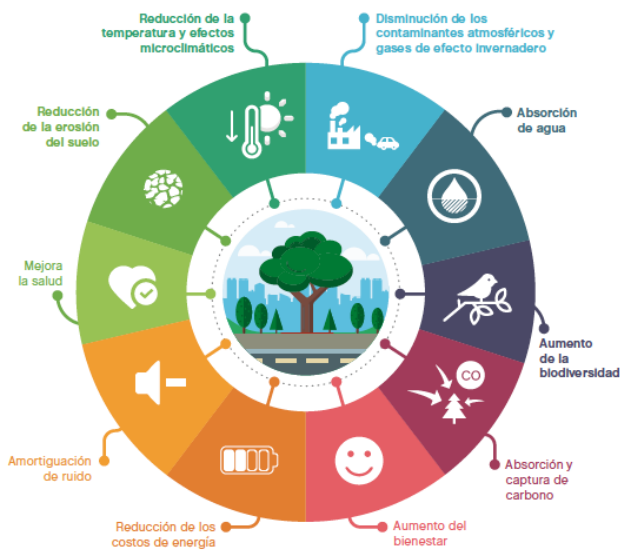 Reducción de la
temperatura y efectos
microclimáticos
Disminución de los
contaminantes atmosféricos y
gases de efecto invernadero
Absorción
de agua
Aumento
de la
biodiversidad
CO
Absorción y
captura de
carbono
Aumento del
bienestar
Reducción de los
costos de energía
Amortiguación
de ruido
Mejora
la salud
Reducción
de la erosión
del suelo